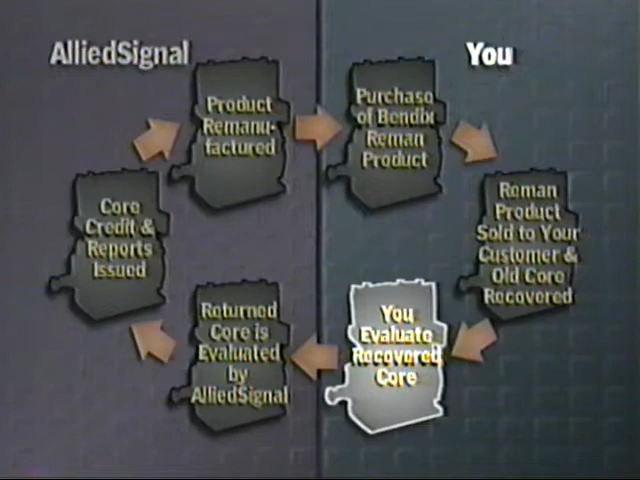 AlliedSignal
You
Product
Remanu-
factured
Purchase
of Bendix
Reman
Product
Reman
Product
Sold to Your
Customer &
Old Core
Recovered
You
Evaluate
Recovered
Core
Returned
Core is
Evaluated
by
AlliedSignal
Core
Credit &
Reports
Issued